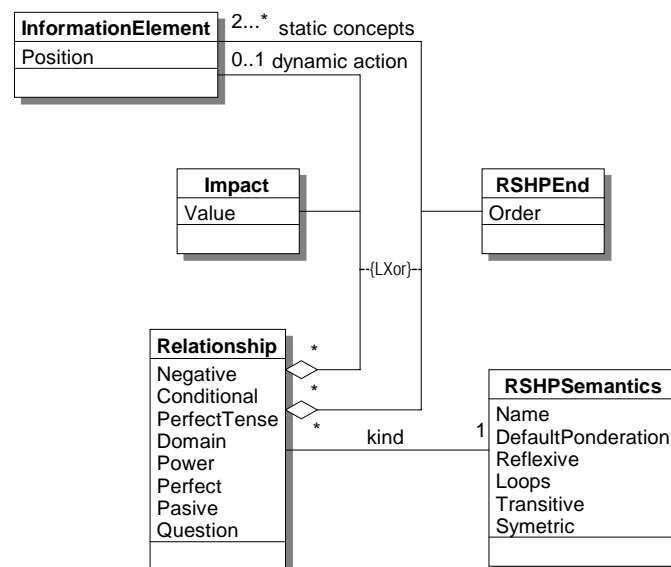 InformationElement
Position
2...* static concepts
0..1 dynamic action
Impact
Value
RSHPEnd
Order
{LXor}
Relationship
Negative
Conditional
PerfectTense
Domain
Power
Perfect
Pasive
Question
*
*
*
kind
1
RSHPSemantics
Name
DefaultPonderation
Reflexive
Loops
Transitive
Symetric